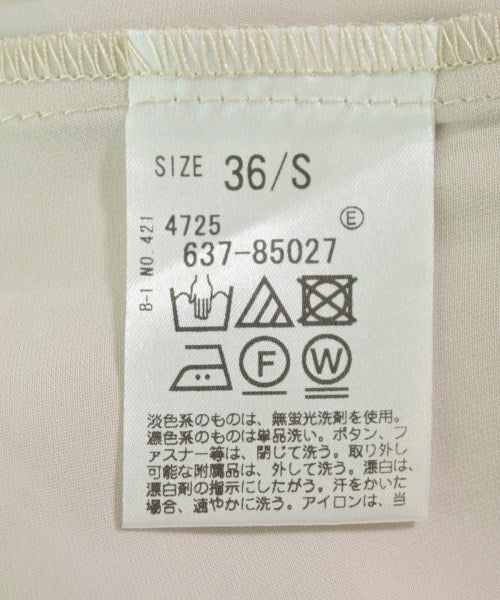 SIZE 36/S
B-1 NO.421
4725 E
637-85027
F W
淡色系のものは、無蛍光洗剤を使用。
濃色系のものは単品洗い。ボタン、フ
ァスナー等は、閉じて洗う。取り外し
可能な附属品は、外して洗う。漂白は、
漂白剤の指示にしたがう。汗をかいた
場合、速やかに洗う。アイロンは、当